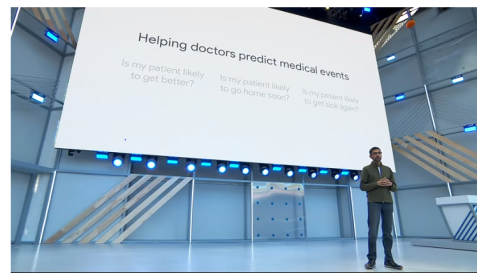 Helping doctors predict medical events
Is my patient likely
to get better?
Is my patient likely
to go home soon?
Is my patient likely
to get sick again?